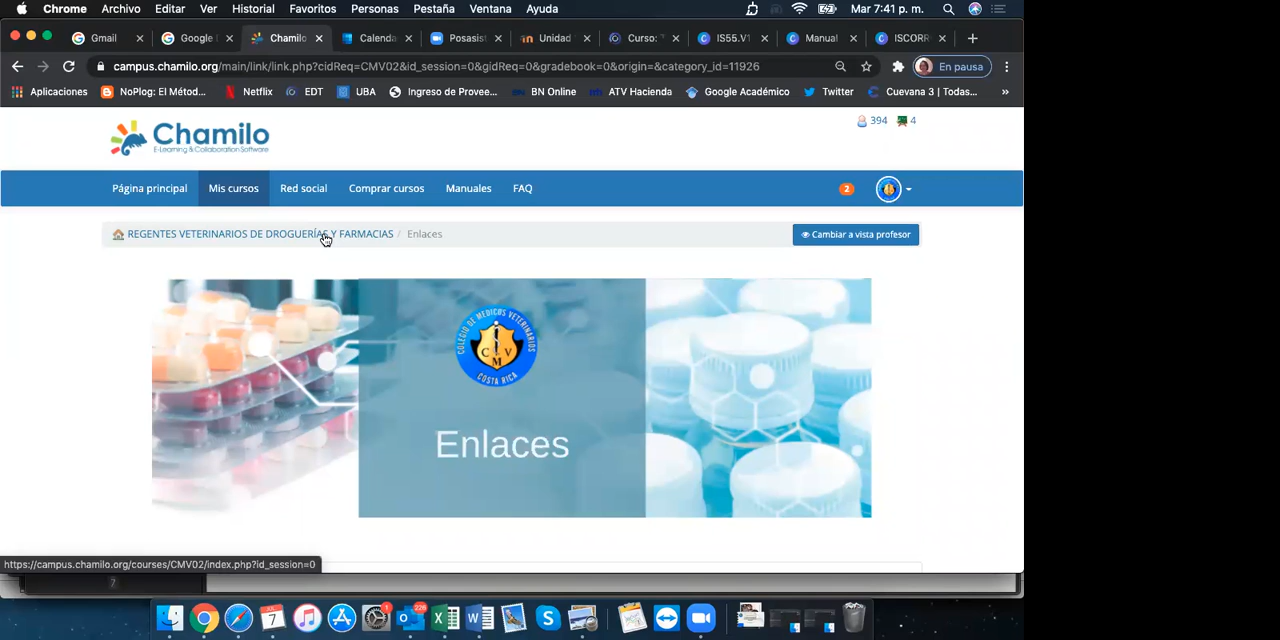 Chrome Archivo Editar Ver Historial Favoritos Personas Pestaña Ventana Ayuda Mar 7:41 p. m.
Gmail Google Chamilo Calenda Posasist Unidad Curso: IS55.V1 Manual ISCORR
campus.chamilo.org/main/link/link.php?cidReq=CMV02&id_session=0&gidReq=0&gradebook=0&origin=&category_id=11926 En pausa
Aplicaciones NoPlog: El Métod... Netflix EDT UBA Ingreso de Provee... BN Online ATV Hacienda Google Académico Twitter Cuevana 3 | Todas... »
Chamilo
E-Learning & Collaboration Software
394 4
Página principal Mis cursos Red social Comprar cursos Manuales FAQ 2
REGENTES VETERINARIOS DE DROGUERÍAS Y FARMACIAS / Enlaces Cambiar a vista profesor
COLEGIO DE MEDICOS VETERINARIOS
C V
M
COSTA RICA
Enlaces
https://campus.chamilo.org/courses/CMV02/index.php?id_session=0
7
7 1 228